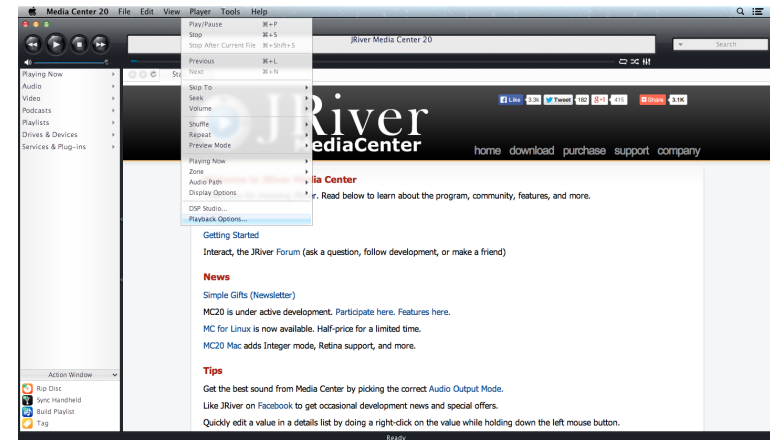 Media Center 20 File Edit View Player Tools Help
Play/Pause ⌘+P
Stop ⌘+S
Stop After Current File ⌘+Shift+S
Previous ⌘+L
Next ⌘+N
Skip To
Seek
Volume
Shuffle
Repeat
Preview Mode
Playing Now
Zone
Audio Path
Display Options
DSP Studio...
Playback Options...
JRiver Media Center 20
Search
Playing Now
Audio
Video
Podcasts
Playlists
Drives & Devices
Services & Plug-ins
Sta
Like 3.3k Tweet 182 g+1 415 Share 3.1K
JRiver
MediaCenter
home download purchase support company
dia Center
r. Read below to learn about the program, community, features, and more.
Getting Started
Interact, the JRiver Forum (ask a question, follow development, or make a friend)
News
Simple Gifts (Newsletter)
MC20 is under active development. Participate here. Features here.
MC for Linux is now available. Half-price for a limited time.
MC20 Mac adds Integer mode, Retina support, and more.
Tips
Get the best sound from Media Center by picking the correct Audio Output Mode.
Like JRiver on Facebook to get occasional development news and special offers.
Quickly edit a value in a details list by doing a right-click on the value while holding down the left mouse button.
Action Window
Rip Disc
Sync Handheld
Build Playlist
Tag
Ready